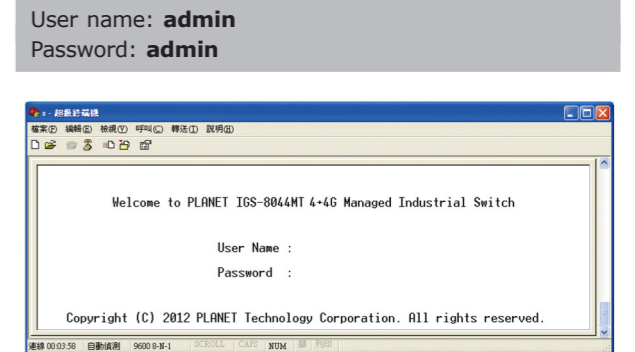 User name: admin
Password: admin
s - 超級終端機
檔案(F) 編輯(E) 檢視(V) 呼叫(C) 轉送(T) 說明(H)
Welcome to PLANET IGS-8044MT 4+4G Managed Industrial Switch
User Name :
Password :
Copyright (C) 2012 PLANET Technology Corporation. All rights reserved.
連線 00:03:58 自動偵測 9600 8-N-1 SCROLL CAPS NUM 擷 列印